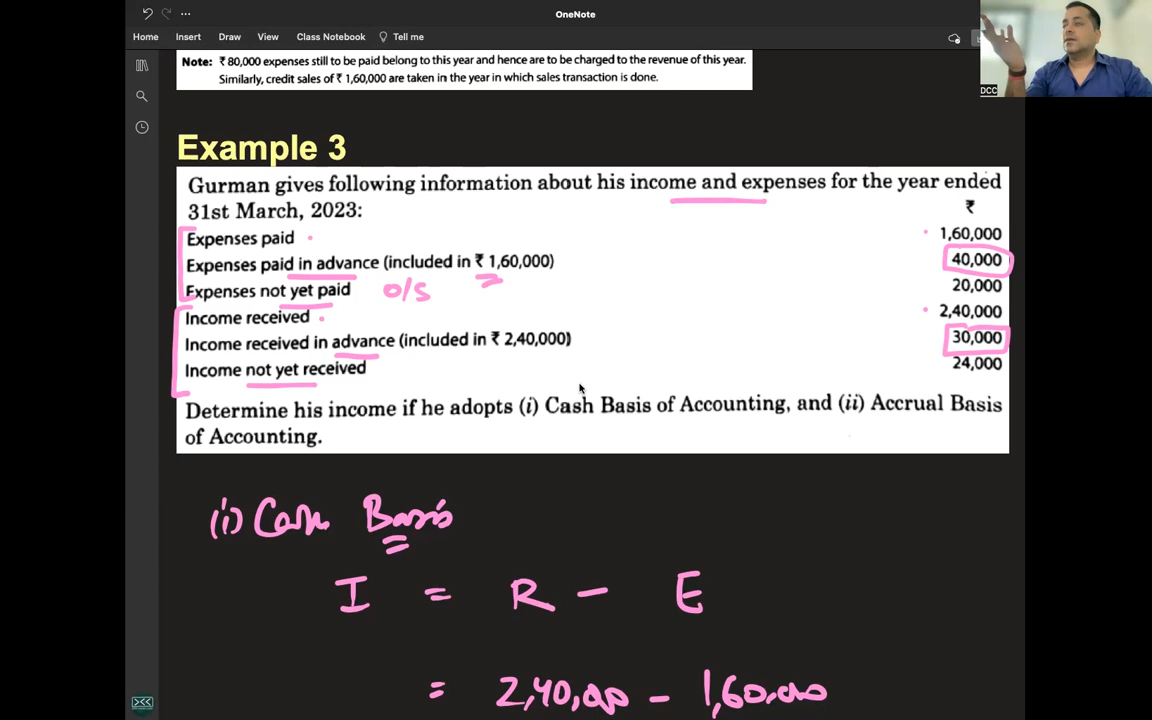 OneNote
Home Insert Draw View Class Notebook Tell me
Note: ₹ 80,000 expenses still to be paid belong to this year and hence are to be charged to the revenue of this year.
Similarly, credit sales of ₹ 1,60,000 are taken in the year in which sales transaction is done.
DCC
Example 3
Gurman gives following information about his income and expenses for the year ended
31st March, 2023: ₹
Expenses paid 1,60,000
Expenses paid in advance (included in ₹ 1,60,000) 40,000
Expenses not yet paid O/S 20,000
Income received 2,40,000
Income received in advance (included in ₹ 2,40,000) 30,000
Income not yet received 24,000
Determine his income if he adopts (i) Cash Basis of Accounting, and (ii) Accrual Basis
of Accounting.
(i) Cash Basis
I = R - E
= 2,40,000 - 1,60,000